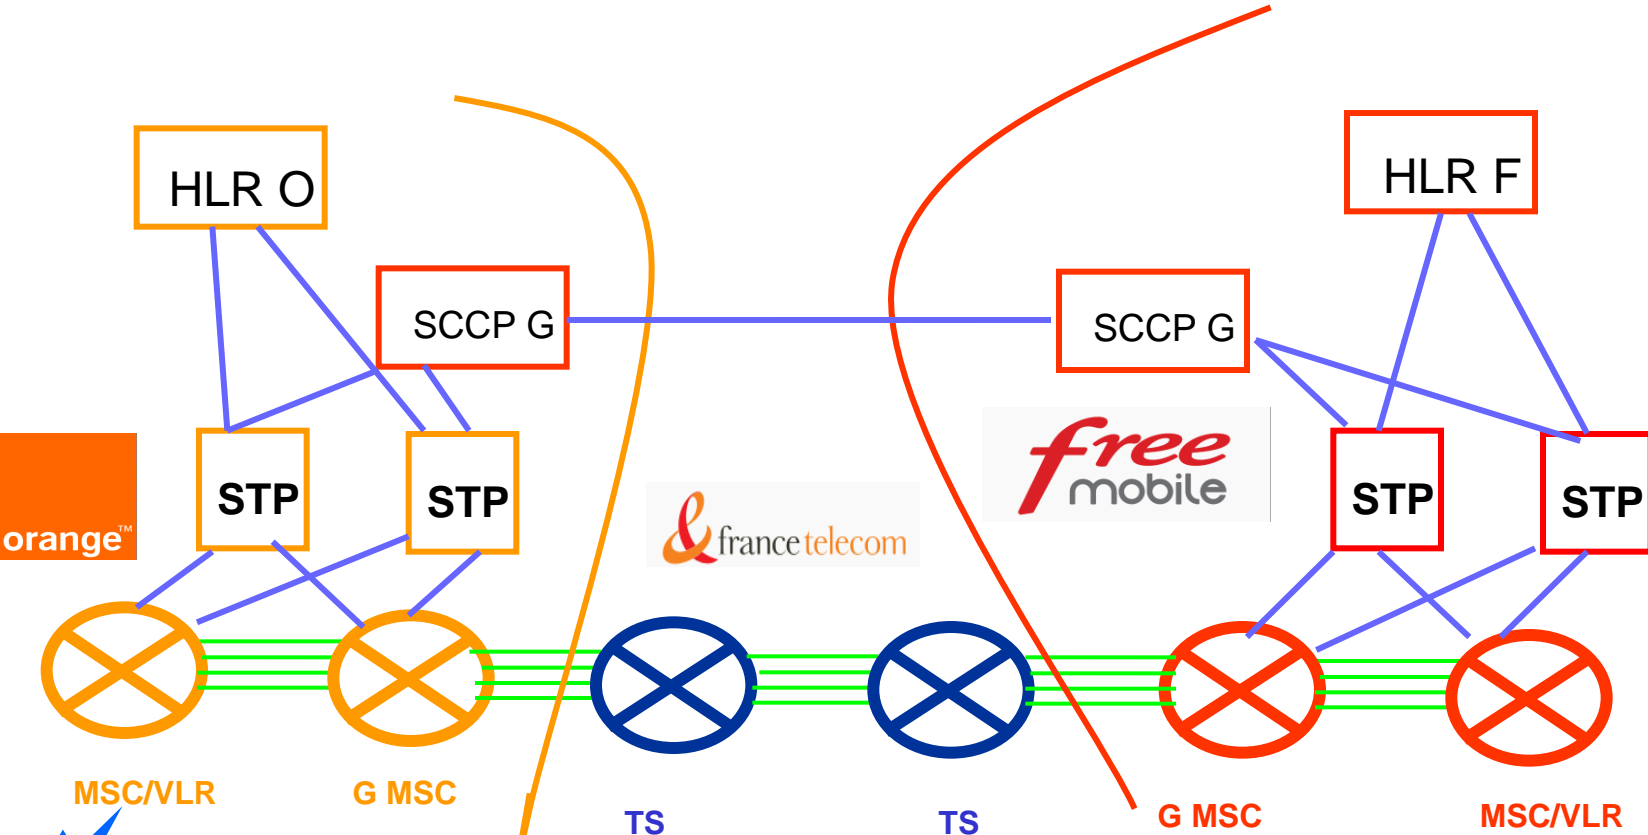 HLR O
HLR F
SCCP G
SCCP G
STP
STP
STP
STP
orange™
france telecom
free
mobile
MSC/VLR
G MSC
TS
TS
G MSC
MSC/VLR